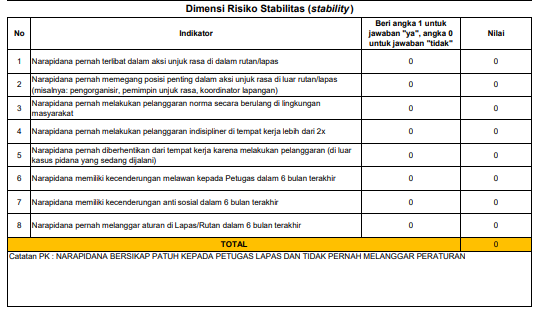 Dimensi Risiko Stabilitas (stability)
No Indikator Beri angka 1 untuk jawaban "ya", angka 0 untuk jawaban "tidak" Nilai
1 Narapidana pernah terlibat dalam aksi unjuk rasa di dalam rutan/lapas 0 0
2 Narapidana pernah memegang posisi penting dalam aksi unjuk rasa di luar rutan/lapas
(misalnya: pengorganisir, pemimpin unjuk rasa, koordinator lapangan) 0 0
3 Narapidana pernah melakukan pelanggaran norma secara berulang di lingkungan
masyarakat 0 0
4 Narapidana pernah melakukan pelanggaran indisipliner di tempat kerja lebih dari 2x 0 0
5 Narapidana pernah diberhentikan dari tempat kerja karena melakukan pelanggaran (di luar
kasus pidana yang sedang dijalani) 0 0
6 Narapidana memiliki kecenderungan melawan kepada Petugas dalam 6 bulan terakhir 0 0
7 Narapidana memiliki kecenderungan anti sosial dalam 6 bulan terakhir 0 0
8 Narapidana pernah melanggar aturan di Lapas/Rutan dalam 6 bulan terakhir 0 0
TOTAL 0
Catatan PK : NARAPIDANA BERSIKAP PATUH KEPADA PETUGAS LAPAS DAN TIDAK PERNAH MELANGGAR PERATURAN